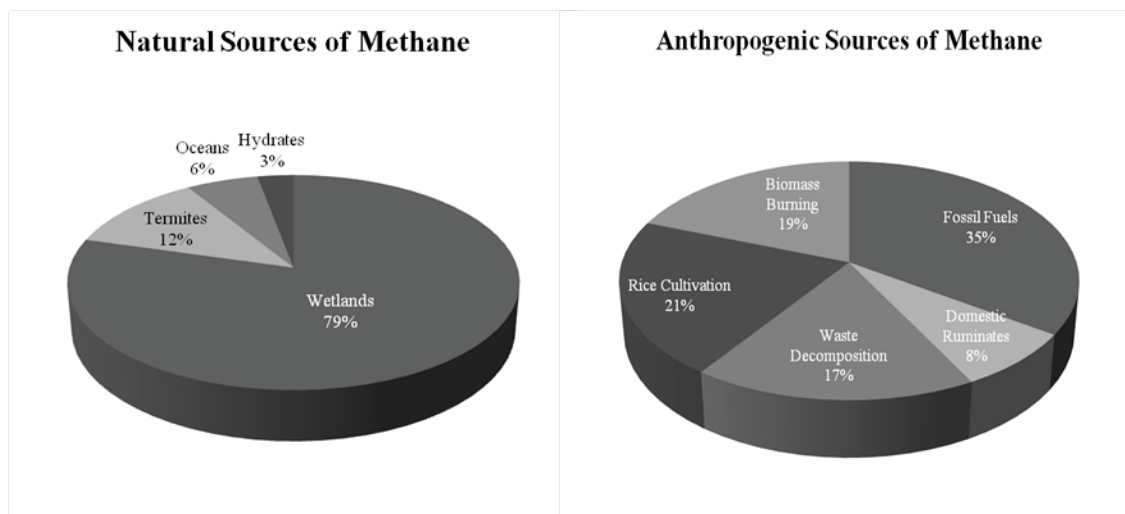 Natural Sources of Methane
Oceans
6%
Hydrates
3%
Termites
12%
Wetlands
79%
Anthropogenic Sources of Methane
Biomass
Burning
19%
Fossil Fuels
35%
Rice Cultivation
21%
Domestic
Ruminates
8%
Waste
Decomposition
17%